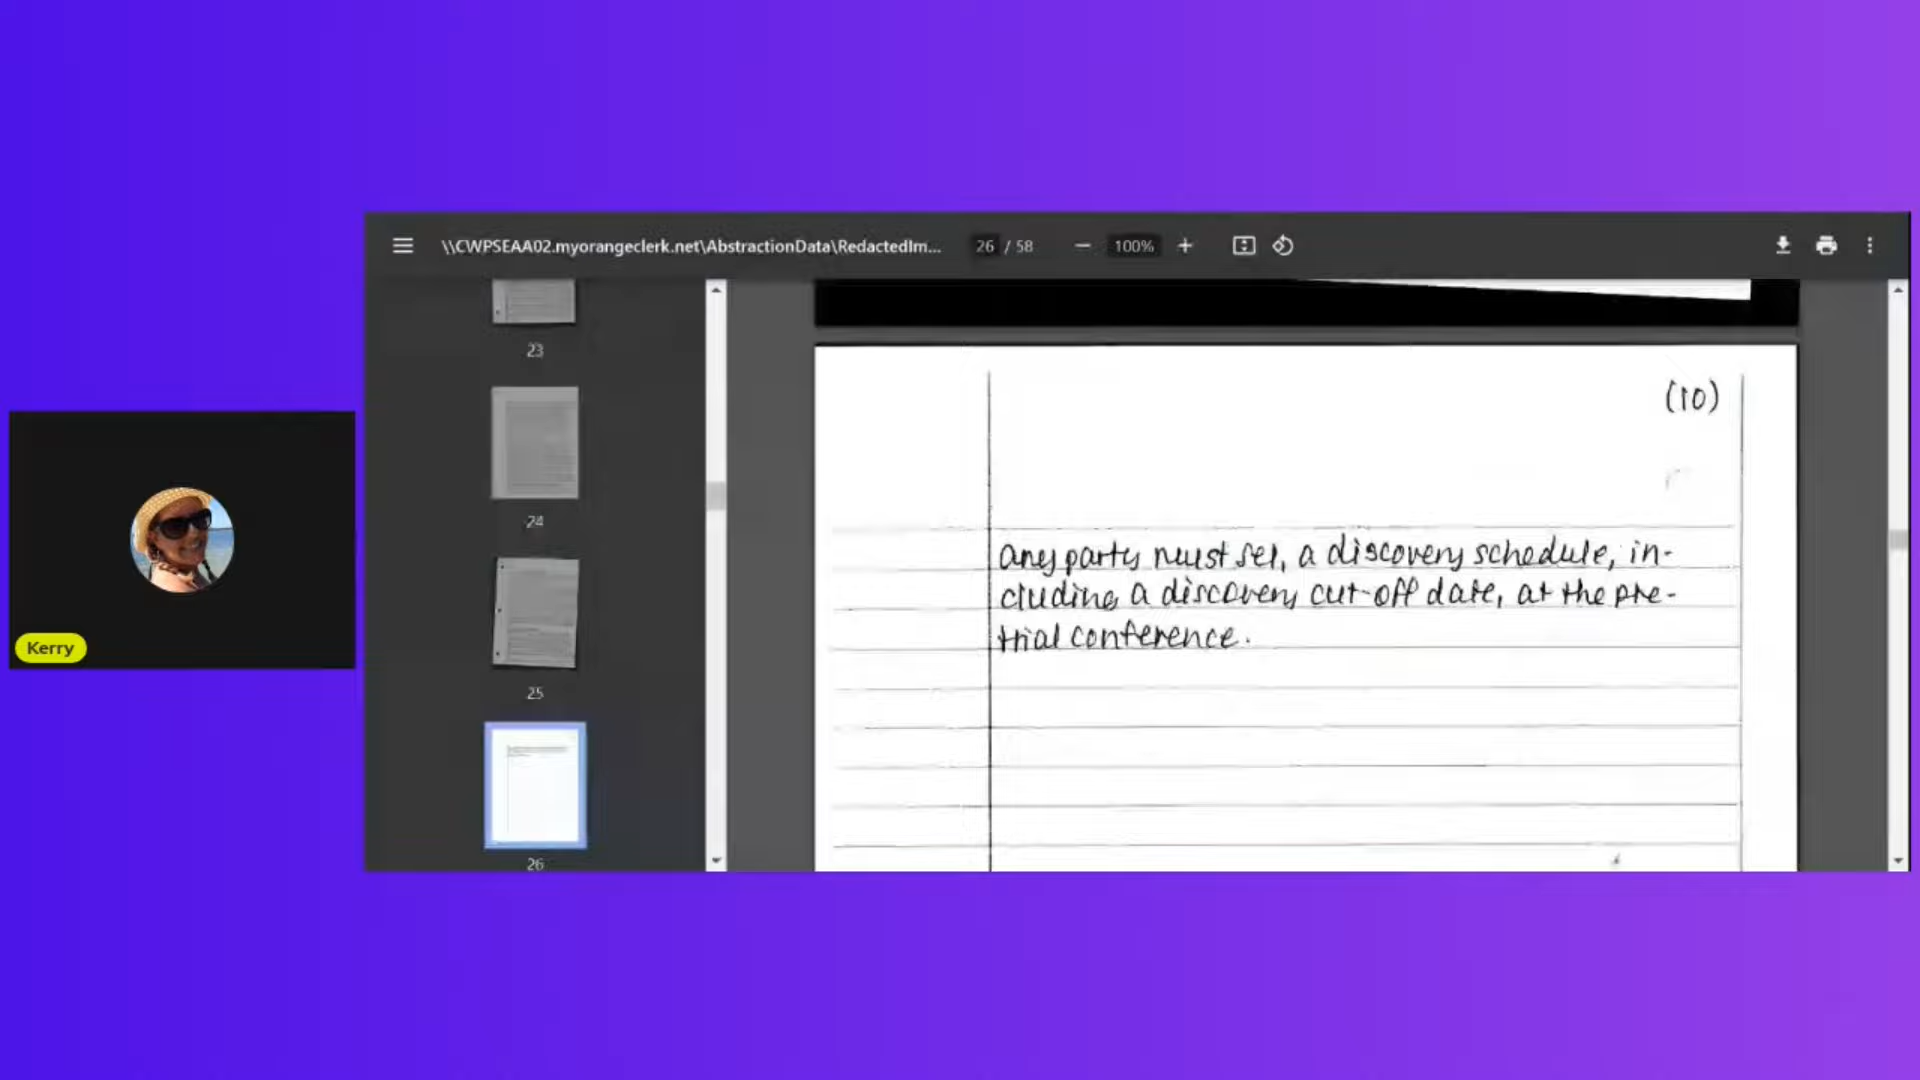 \\CWPSEAA02.myorangeclerk.net\AbstractionData\RedactedIm... 26 / 58 100%
23
24
25
26
Kerry
(10)
any party must set, a discovery schedule, in-
cluding a discovery cut-off date, at the pre-
trial conference.